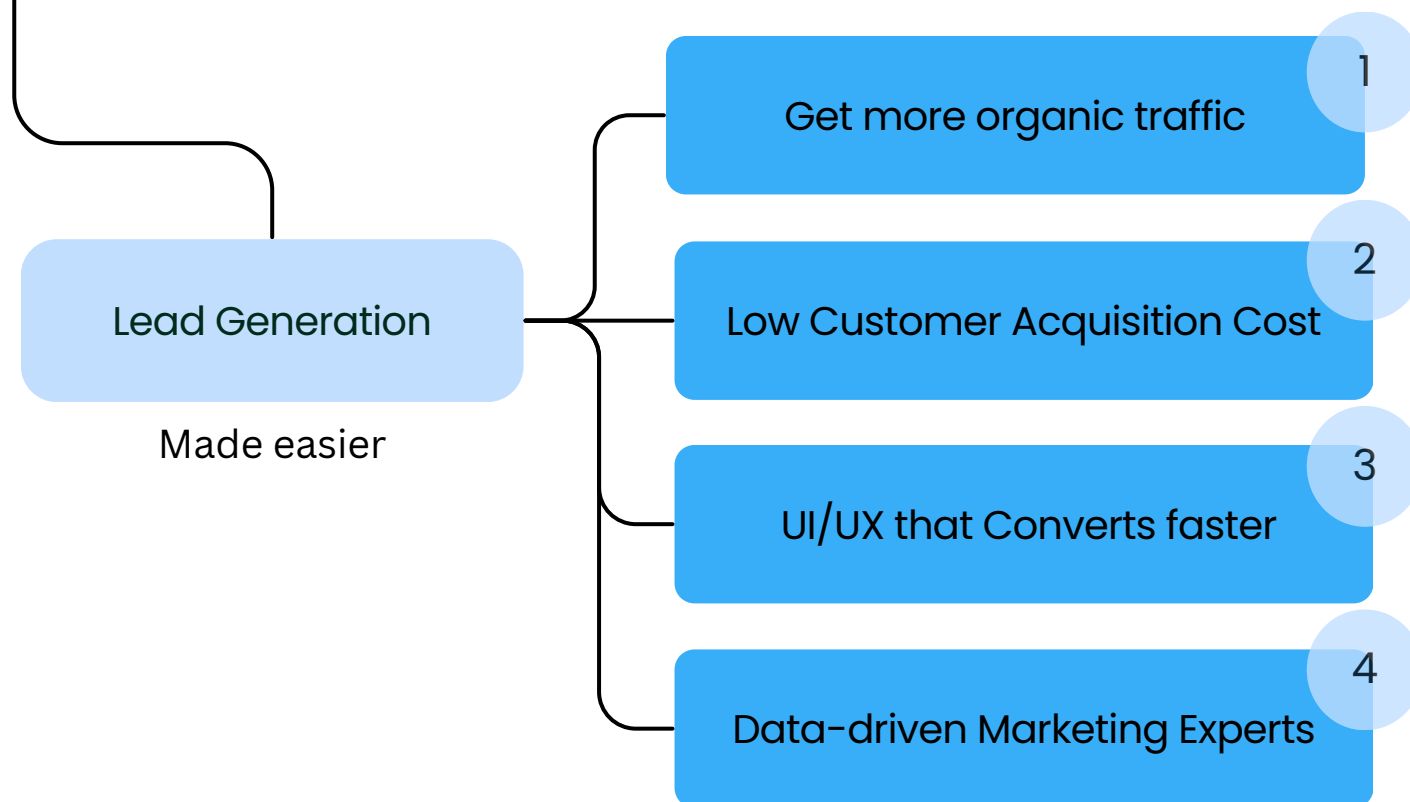 1
Get more organic traffic
2
Lead Generation
Low Customer Acquisition Cost
Made easier
3
UI/UX that Converts faster
4
Data-driven Marketing Experts